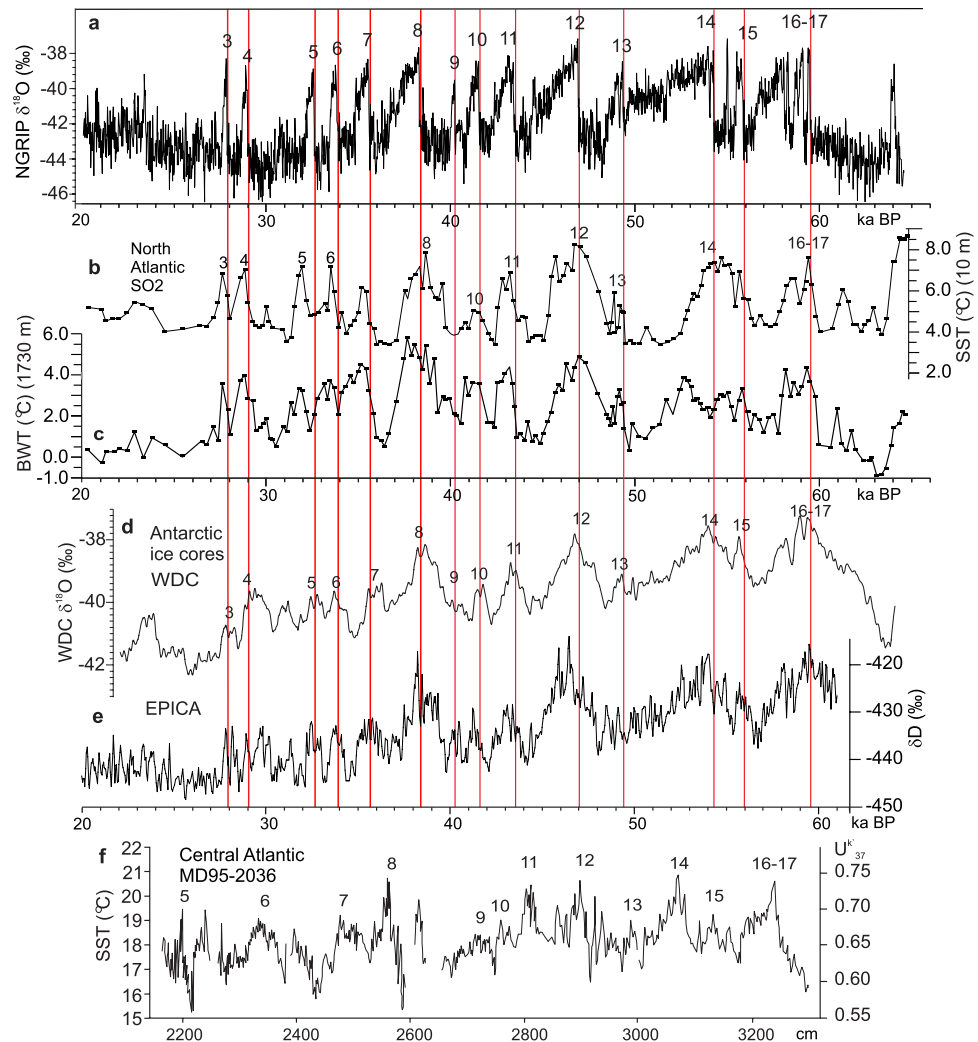 a
3 4 5 6 7 8 9 10 11 12 13 14 15 16-17
NGRIP δ¹⁸O (‰)
-38
-40
-42
-44
-46
20 30 40 50 60 ka BP
b
North
Atlantic
SO2
3 4 5 6 8 10 11 12 13 14 16-17
8.0
6.0
4.0
2.0
SST (°C) (10 m)
BWT (°C) (1730 m)
6.0
4.0
2.0
0.0
-1.0
c
20 30 40 50 60 ka BP
d
Antarctic
ice cores
WDC
3 4 5 6 7 8 9 10 11 12 13 14 15 16-17
WDC δ¹⁸O (‰)
-38
-40
-42
e
EPICA
-420
-430
-440
-450
δD (‰)
20 30 40 50 60 ka BP
f
Central Atlantic
MD95-2036
5 6 7 8 9 10 11 12 13 14 15 16-17
SST (°C)
22
21
20
19
18
17
16
15
Uᵏ'₃₇
0.75
0.70
0.65
0.60
0.55
2200 2400 2600 2800 3000 3200 cm